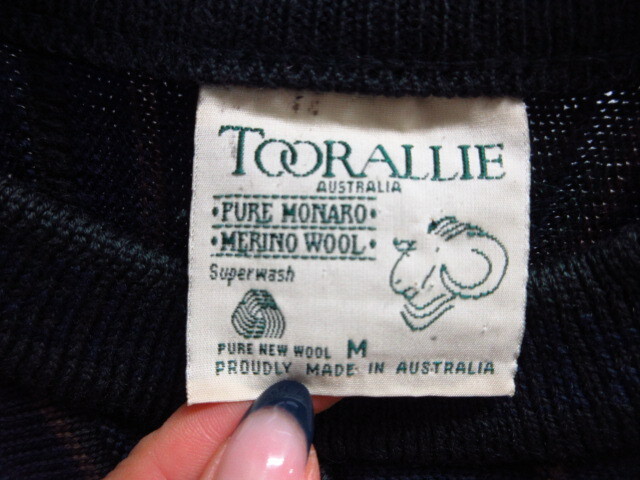 TOORALLIE
AUSTRALIA
• PURE MONARO •
• MERINO WOOL •
Superwash
PURE NEW WOOL M
PROUDLY MADE IN AUSTRALIA